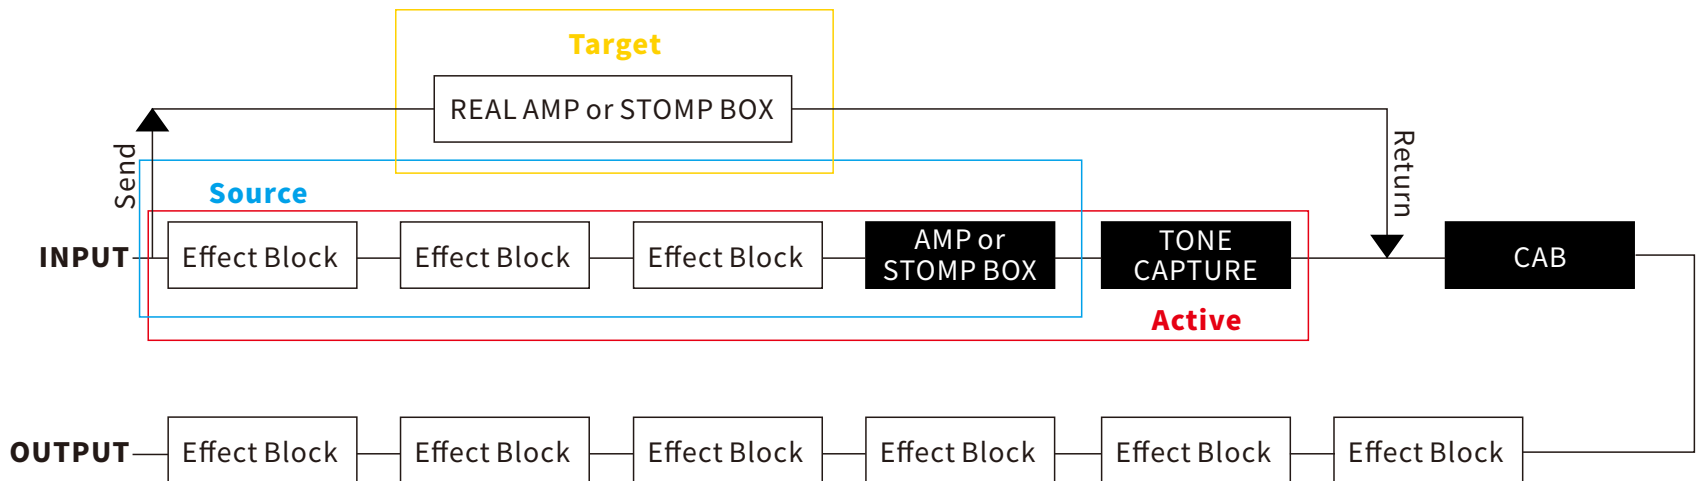 Target
REAL AMP or STOMP BOX
Send
Return
Source
INPUT
Effect Block
Effect Block
Effect Block
AMP or
STOMP BOX
TONE
CAPTURE
CAB
Active
OUTPUT
Effect Block
Effect Block
Effect Block
Effect Block
Effect Block
Effect Block